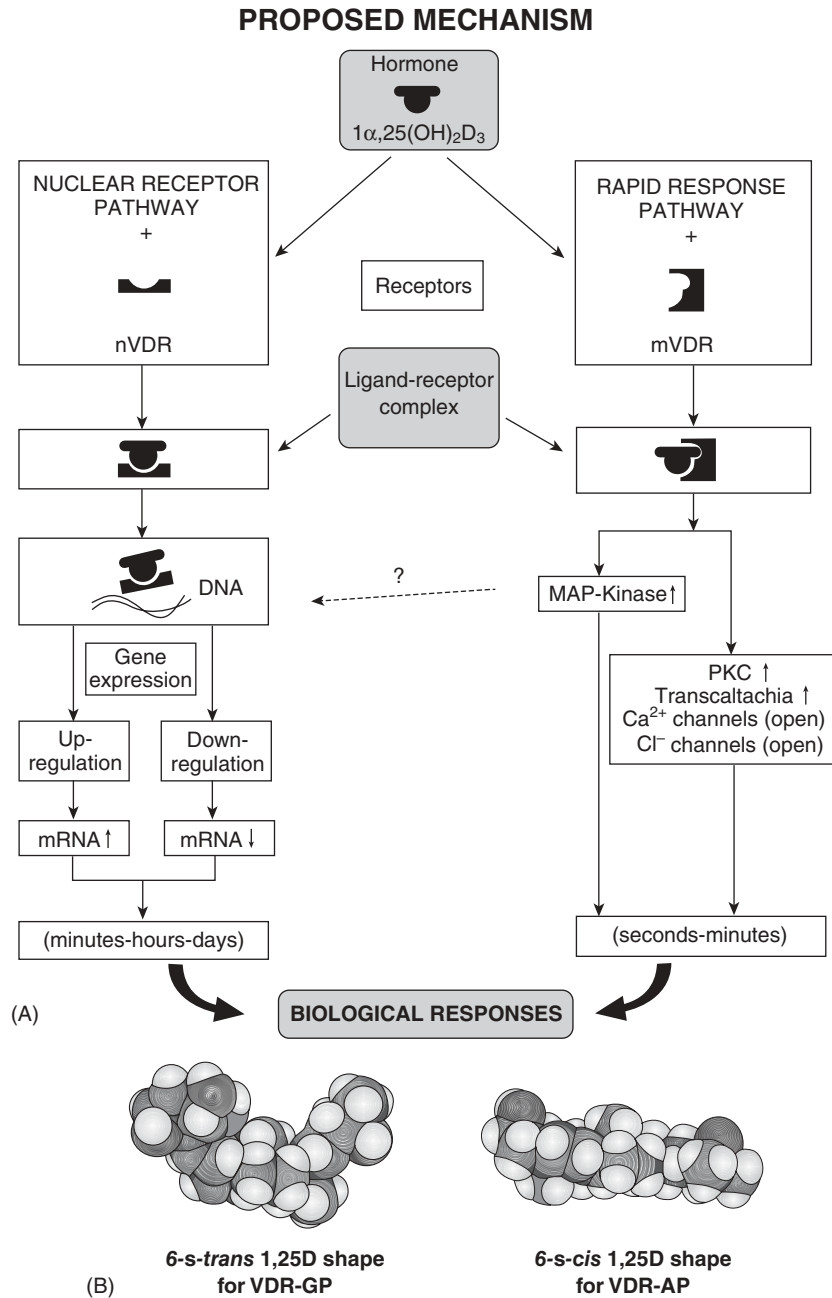 PROPOSED MECHANISM
Hormone
1α,25(OH)₂D₃
NUCLEAR RECEPTOR
PATHWAY
+
nVDR
RAPID RESPONSE
PATHWAY
+
mVDR
Receptors
Ligand-receptor
complex
DNA
?
MAP-Kinase↑
Gene
expression
PKC ↑
Transcaltachia ↑
Ca²⁺ channels (open)
Cl⁻ channels (open)
Up-
regulation
Down-
regulation
mRNA↑
mRNA↓
(minutes-hours-days)
(seconds-minutes)
(A)
BIOLOGICAL RESPONSES
6-s-trans 1,25D shape
for VDR-GP
6-s-cis 1,25D shape
for VDR-AP
(B)